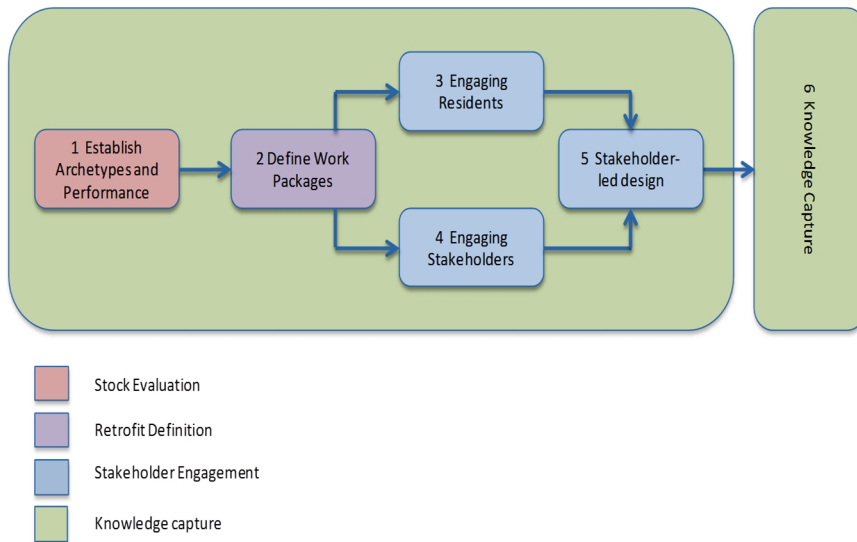 1 Establish
Archetypes and
Performance
2 Define Work
Packages
3 Engaging
Residents
4 Engaging
Stakeholders
5 Stakeholder-
led design
6 Knowledge Capture
Stock Evaluation
Retrofit Definition
Stakeholder Engagement
Knowledge capture